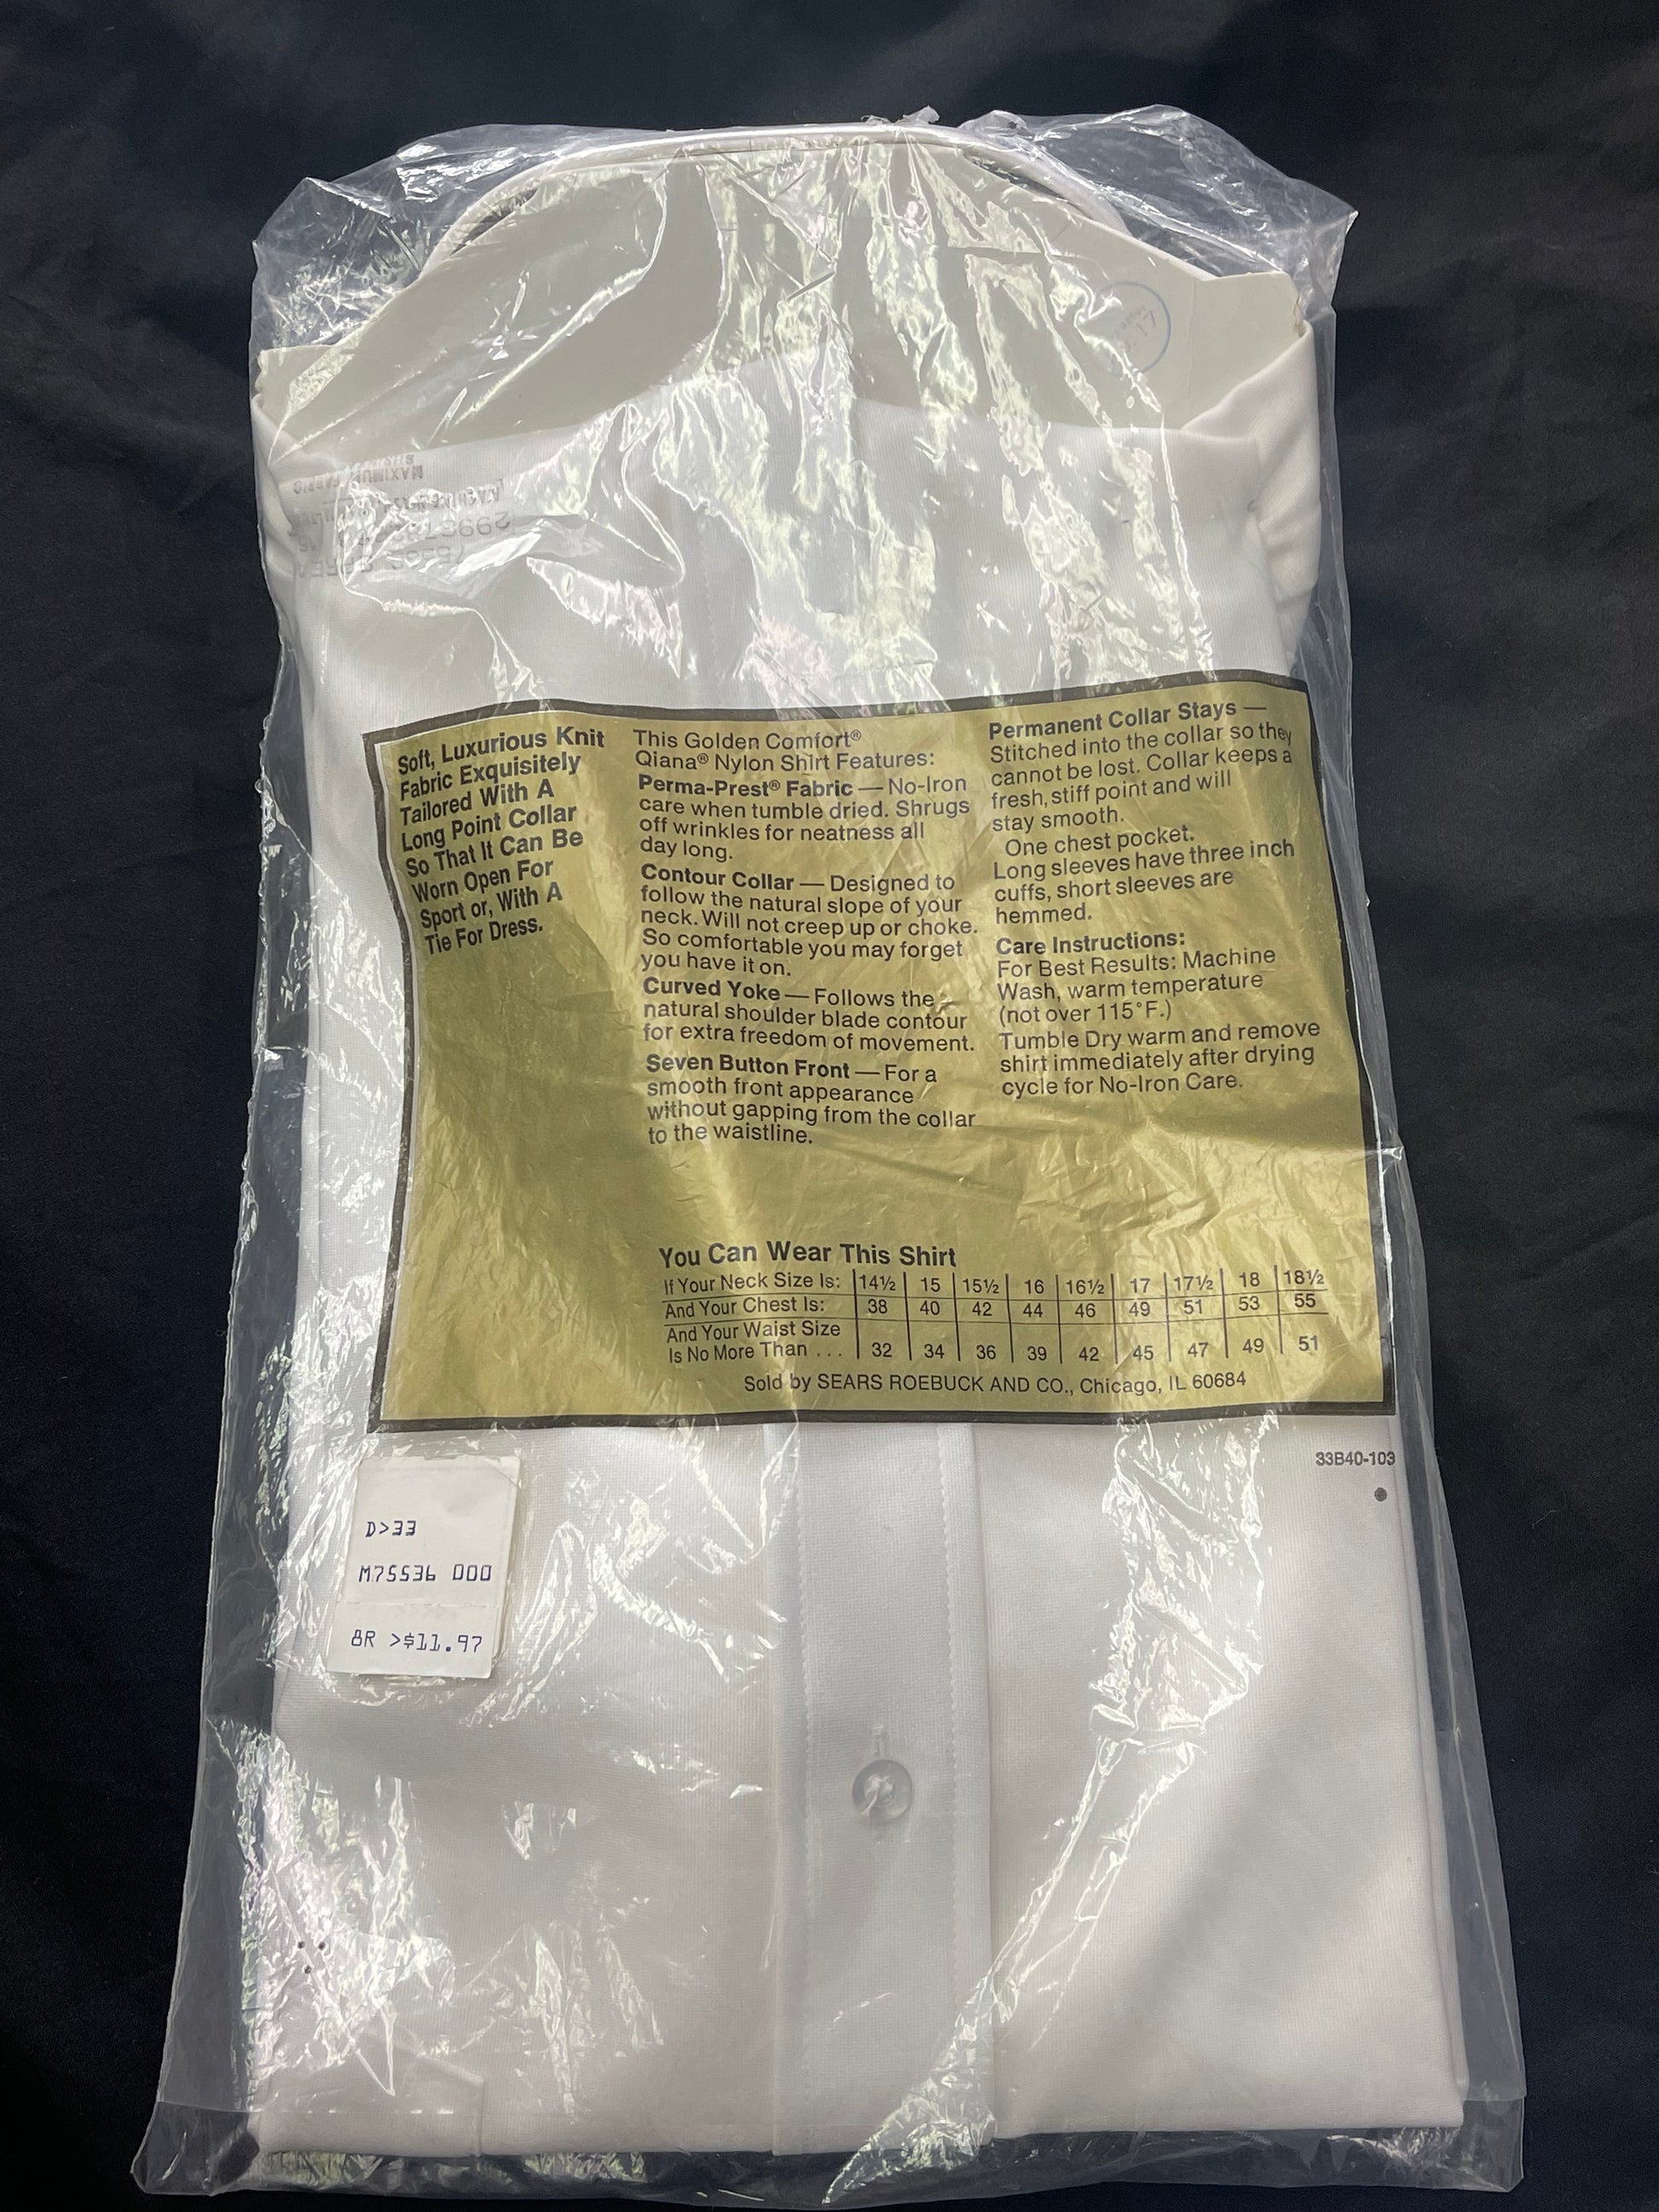 Soft, Luxurious Knit
Fabric Exquisitely
Tailored With A
Long Point Collar
So That It Can Be
Worn Open For
Sport or, With A
Tie For Dress.
This Golden Comfort®
Qiana® Nylon Shirt Features:
Perma-Prest® Fabric — No-Iron
care when tumble dried. Shrugs
off wrinkles for neatness all
day long.
Contour Collar — Designed to
follow the natural slope of your
neck. Will not creep up or choke.
So comfortable you may forget
you have it on.
Curved Yoke — Follows the
natural shoulder blade contour
for extra freedom of movement.
Seven Button Front — For a
smooth front appearance
without gapping from the collar
to the waistline.
Permanent Collar Stays —
Stitched into the collar so they
cannot be lost. Collar keeps a
fresh, stiff point and will
stay smooth.
One chest pocket.
Long sleeves have three inch
cuffs, short sleeves are
hemmed.
Care Instructions:
For Best Results: Machine
Wash, warm temperature
(not over 115°F.)
Tumble Dry warm and remove
shirt immediately after drying
cycle for No-Iron Care.
You Can Wear This Shirt
If Your Neck Size Is: 14½ 15 15½ 16 16½ 17 17½ 18 18½
And Your Chest Is: 38 40 42 44 46 49 51 53 55
And Your Waist Size
Is No More Than . . . 32 34 36 39 42 45 47 49 51
Sold by SEARS ROEBUCK AND CO., Chicago, IL 60684
33B40-103
D>33
M75536 000
8R >$11.97
MAXIMUM FABRIC